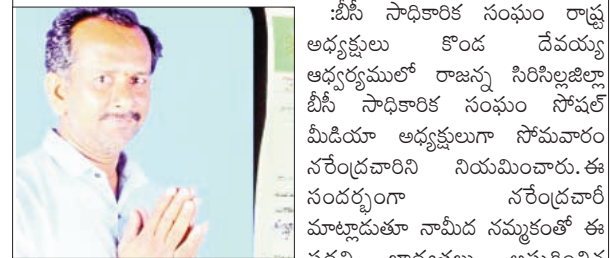 :బీసీ సాధికారిక సంఘం రాష్ట్ర
అధ్యక్షులు కొండ దేవయ్య
ఆధ్వర్యములో రాజన్న సిరిసిల్లజిల్లా
బీసీ సాధికారిక సంఘం సోషల్
మీడియా అధ్యక్షులుగా సోమవారం
నరేంద్రచారిని నియమించారు. ఈ
సందర్భంగా నరేంద్రచారీ
మాట్లాడుతూ నామీద నమ్మకంతో ఈ